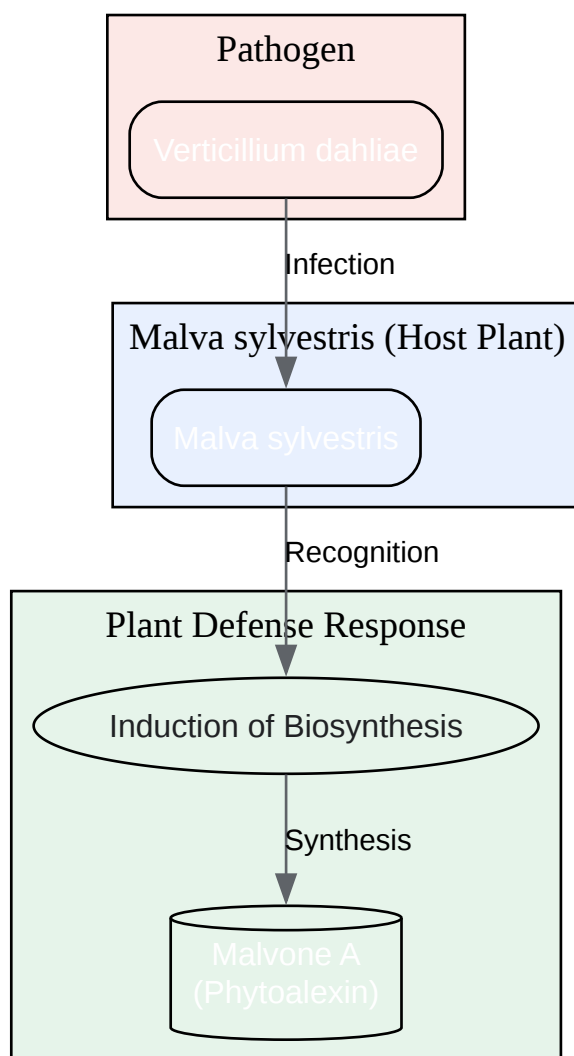 Pathogen
Verticillium dahliae
Infection
Malva sylvestris (Host Plant)
Malva sylvestris
Recognition
Plant Defense Response
Induction of Biosynthesis
Synthesis
Malvone A
(Phytoalexin)